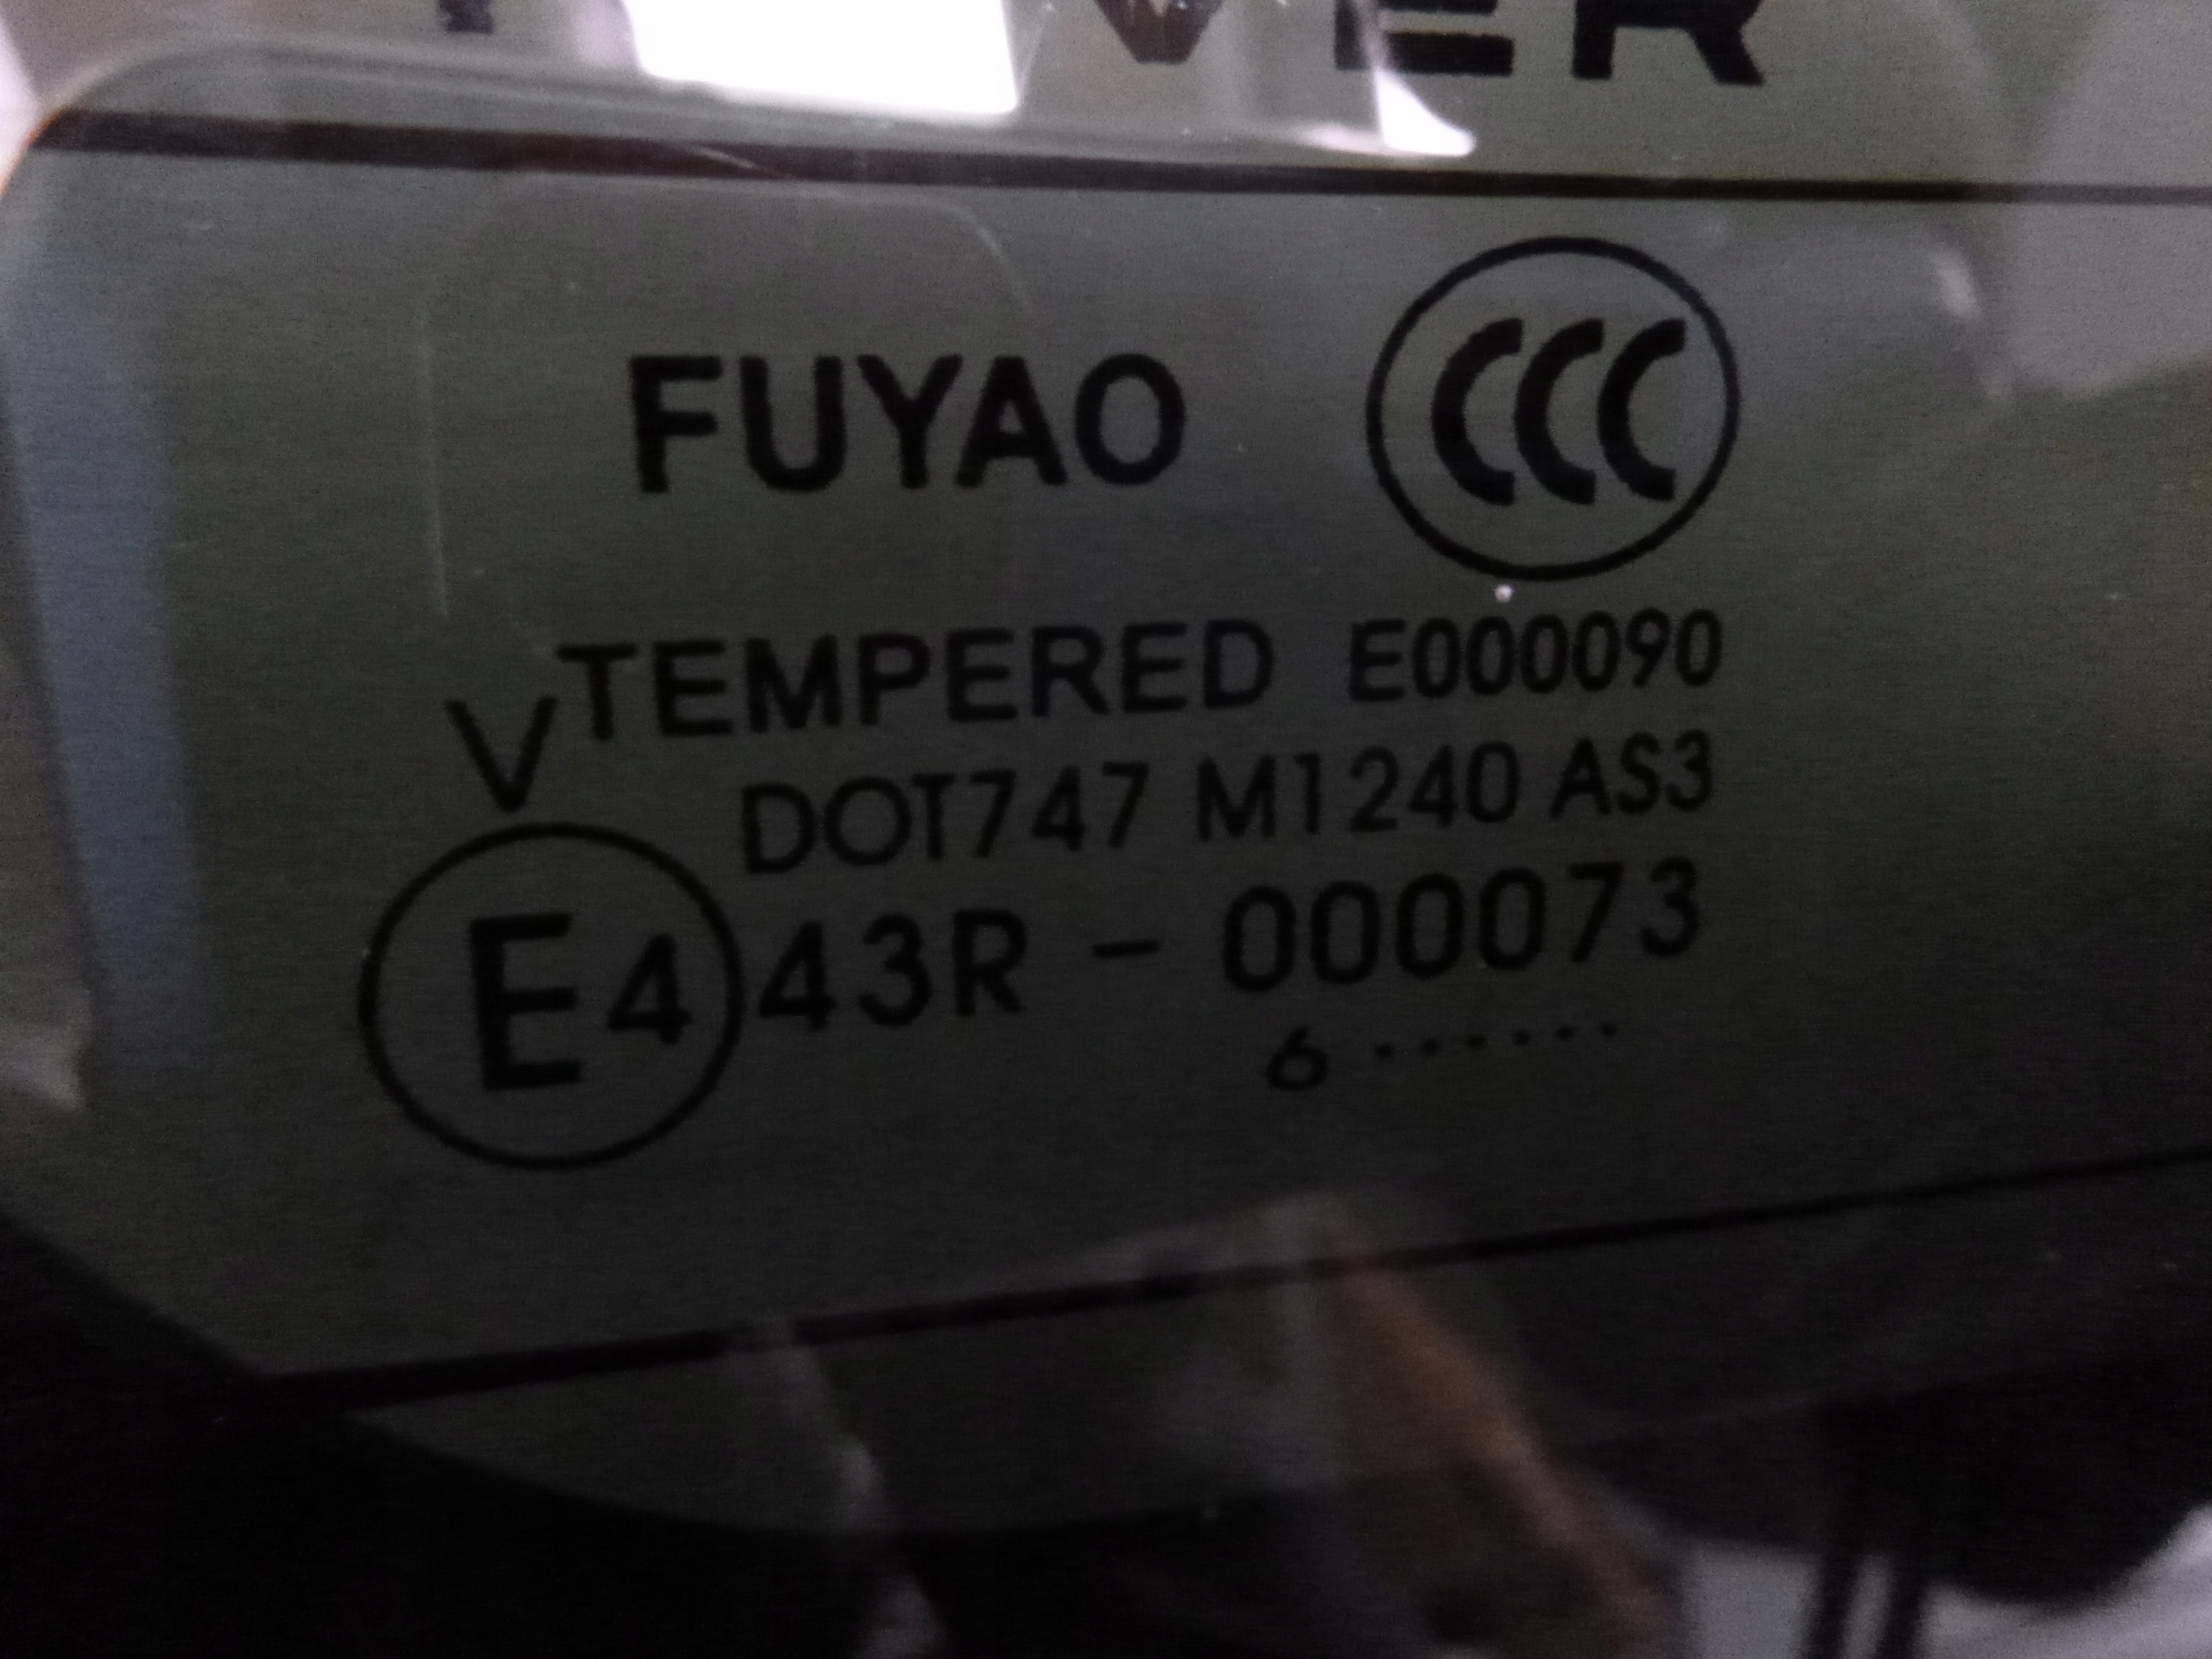 VER
FUYAO CCC
TEMPERED E000090
V
DOT747 M1240 AS3
E4 43R - 000073
6 ······